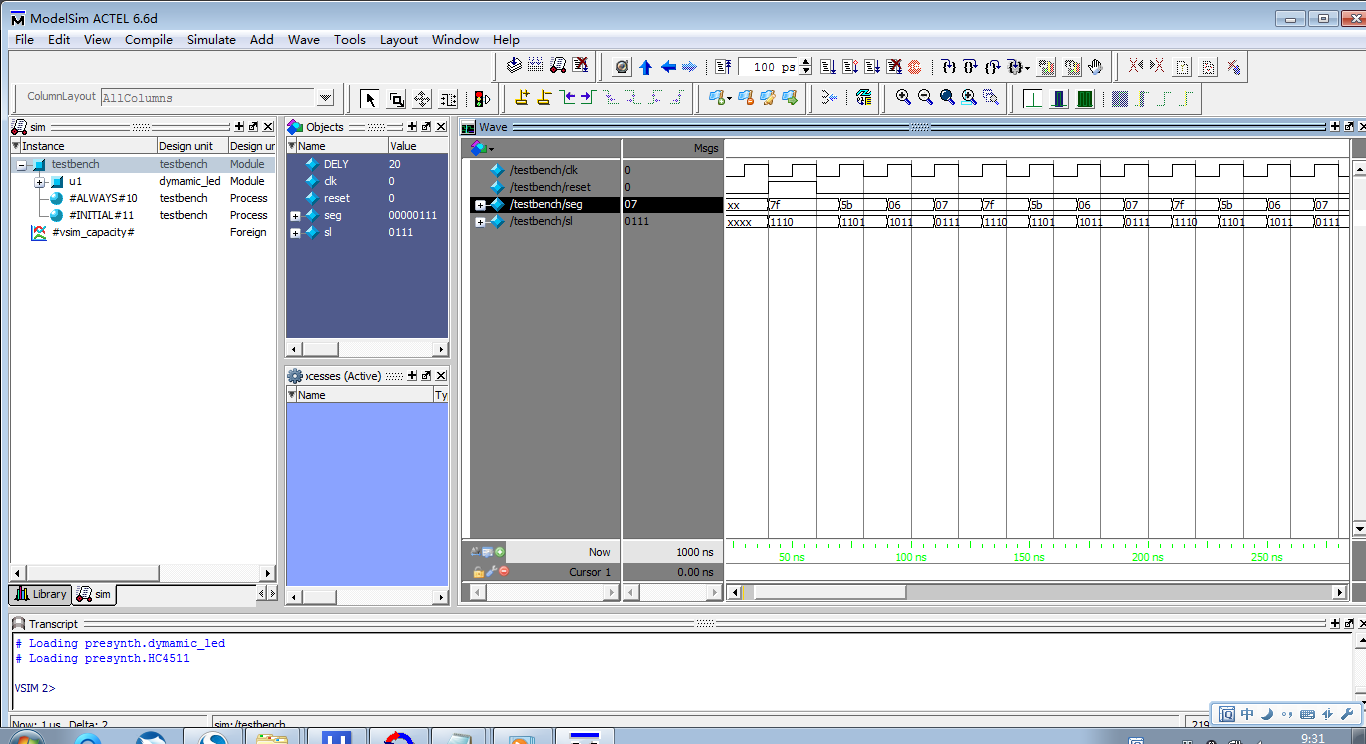 ModelSim ACTEL 6.6d
File Edit View Compile Simulate Add Wave Tools Layout Window Help
100 ps
ColumnLayout AllColumns
sim
Instance Design unit Design ur
testbench testbench Module
u1 dymamic_led Module
#ALWAYS#10 testbench Process
#INITIAL#11 testbench Process
#vsim_capacity# Foreign
Library sim
Objects
Name Value
DELY 20
clk 0
reset 0
seg 00000111
sl 0111
ocesses (Active)
Name Ty
Wave
Msgs
/testbench/clk 0
/testbench/reset 0
/testbench/seg 07 xx 7f 5b 06 07 7f 5b 06 07 7f 5b 06 07
/testbench/sl 0111 xxxx 1110 1101 1011 0111 1110 1101 1011 0111 1110 1101 1011 0111
Now 1000 ns 50 ns 100 ns 150 ns 200 ns 250 ns
Cursor 1 0.00 ns
Transcript
# Loading presynth.dymamic_led
# Loading presynth.HC4511
VSIM 2>
Now: 1 us Delta: 2 sim:/testbench 219
中
9:31